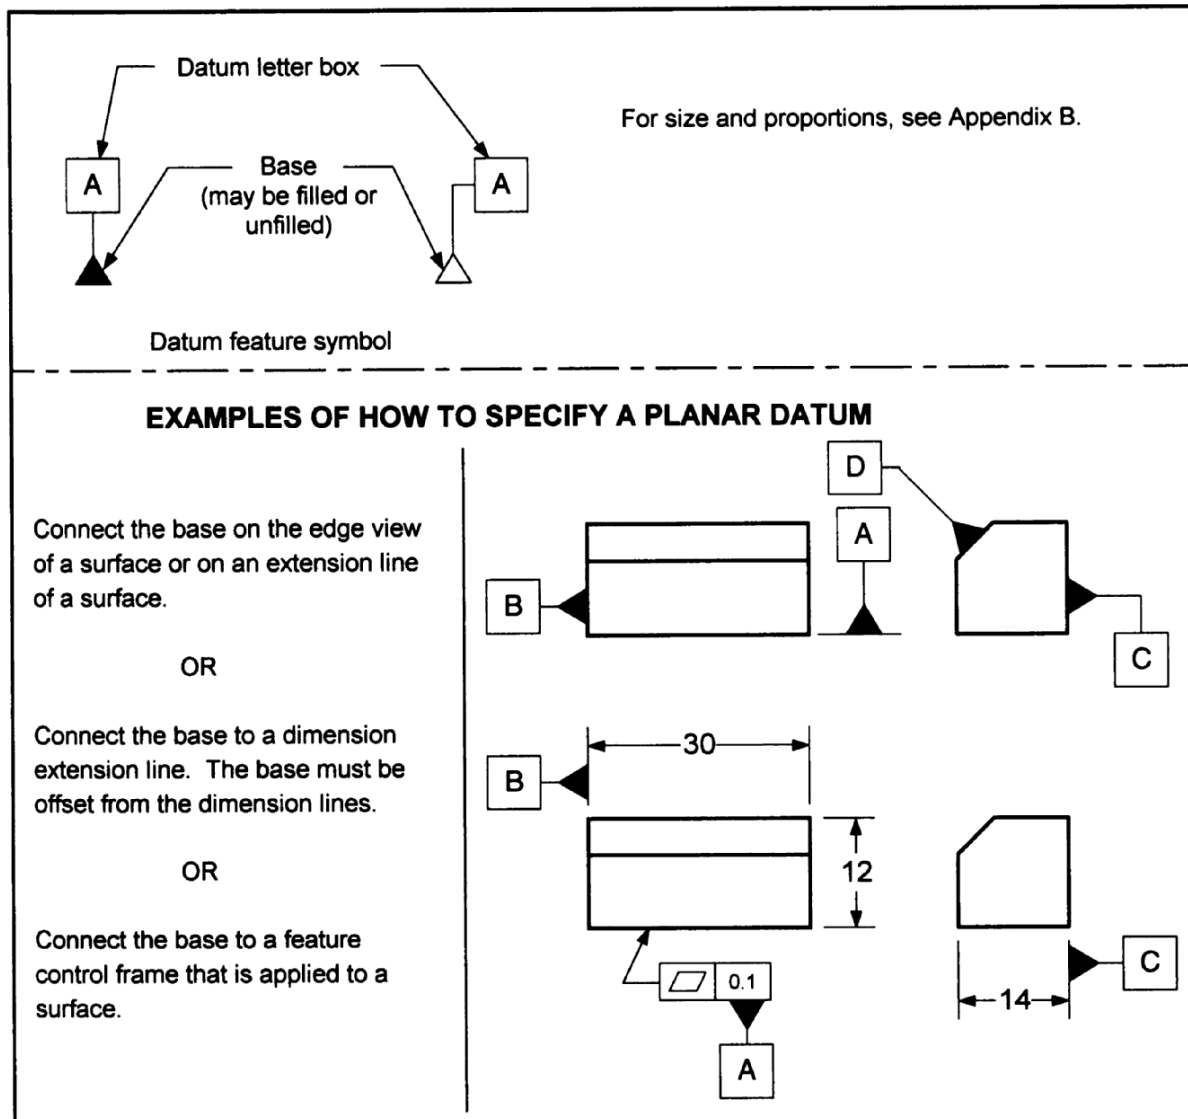 Datum letter box
For size and proportions, see Appendix B.
A
Base
(may be filled or
unfilled)
A
Datum feature symbol
EXAMPLES OF HOW TO SPECIFY A PLANAR DATUM
Connect the base on the edge view
of a surface or on an extension line
of a surface.
OR
Connect the base to a dimension
extension line. The base must be
offset from the dimension lines.
OR
Connect the base to a feature
control frame that is applied to a
surface.
D
A
B
C
30
B
12
C
0.1
14
A